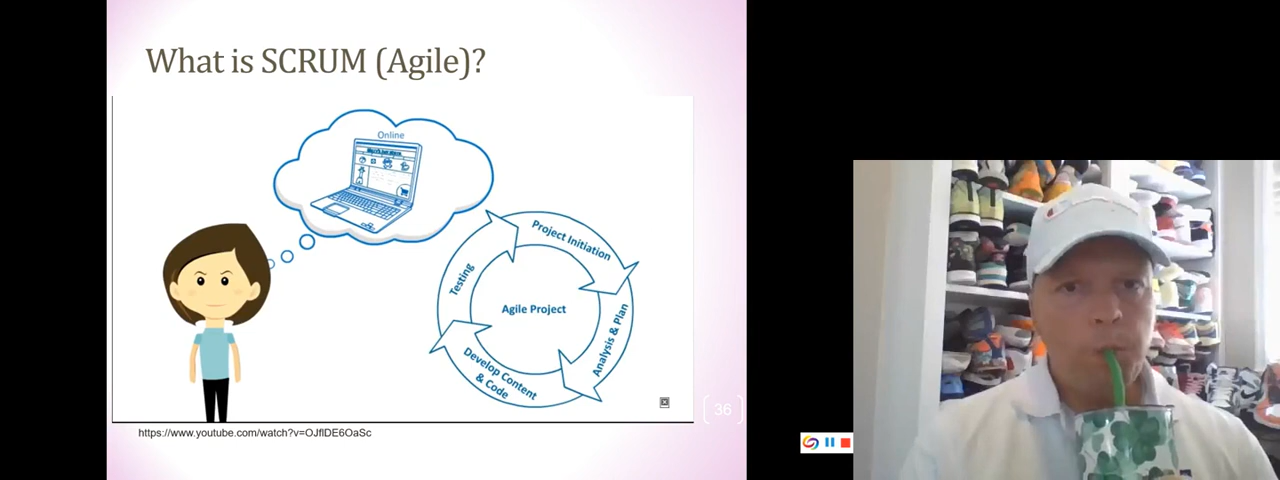 What is SCRUM (Agile)?
Online
Project Initiation
Testing
Agile Project
Analysis & Plan
Develop Content
& Code
36
https://www.youtube.com/watch?v=OJflDE6OaSc